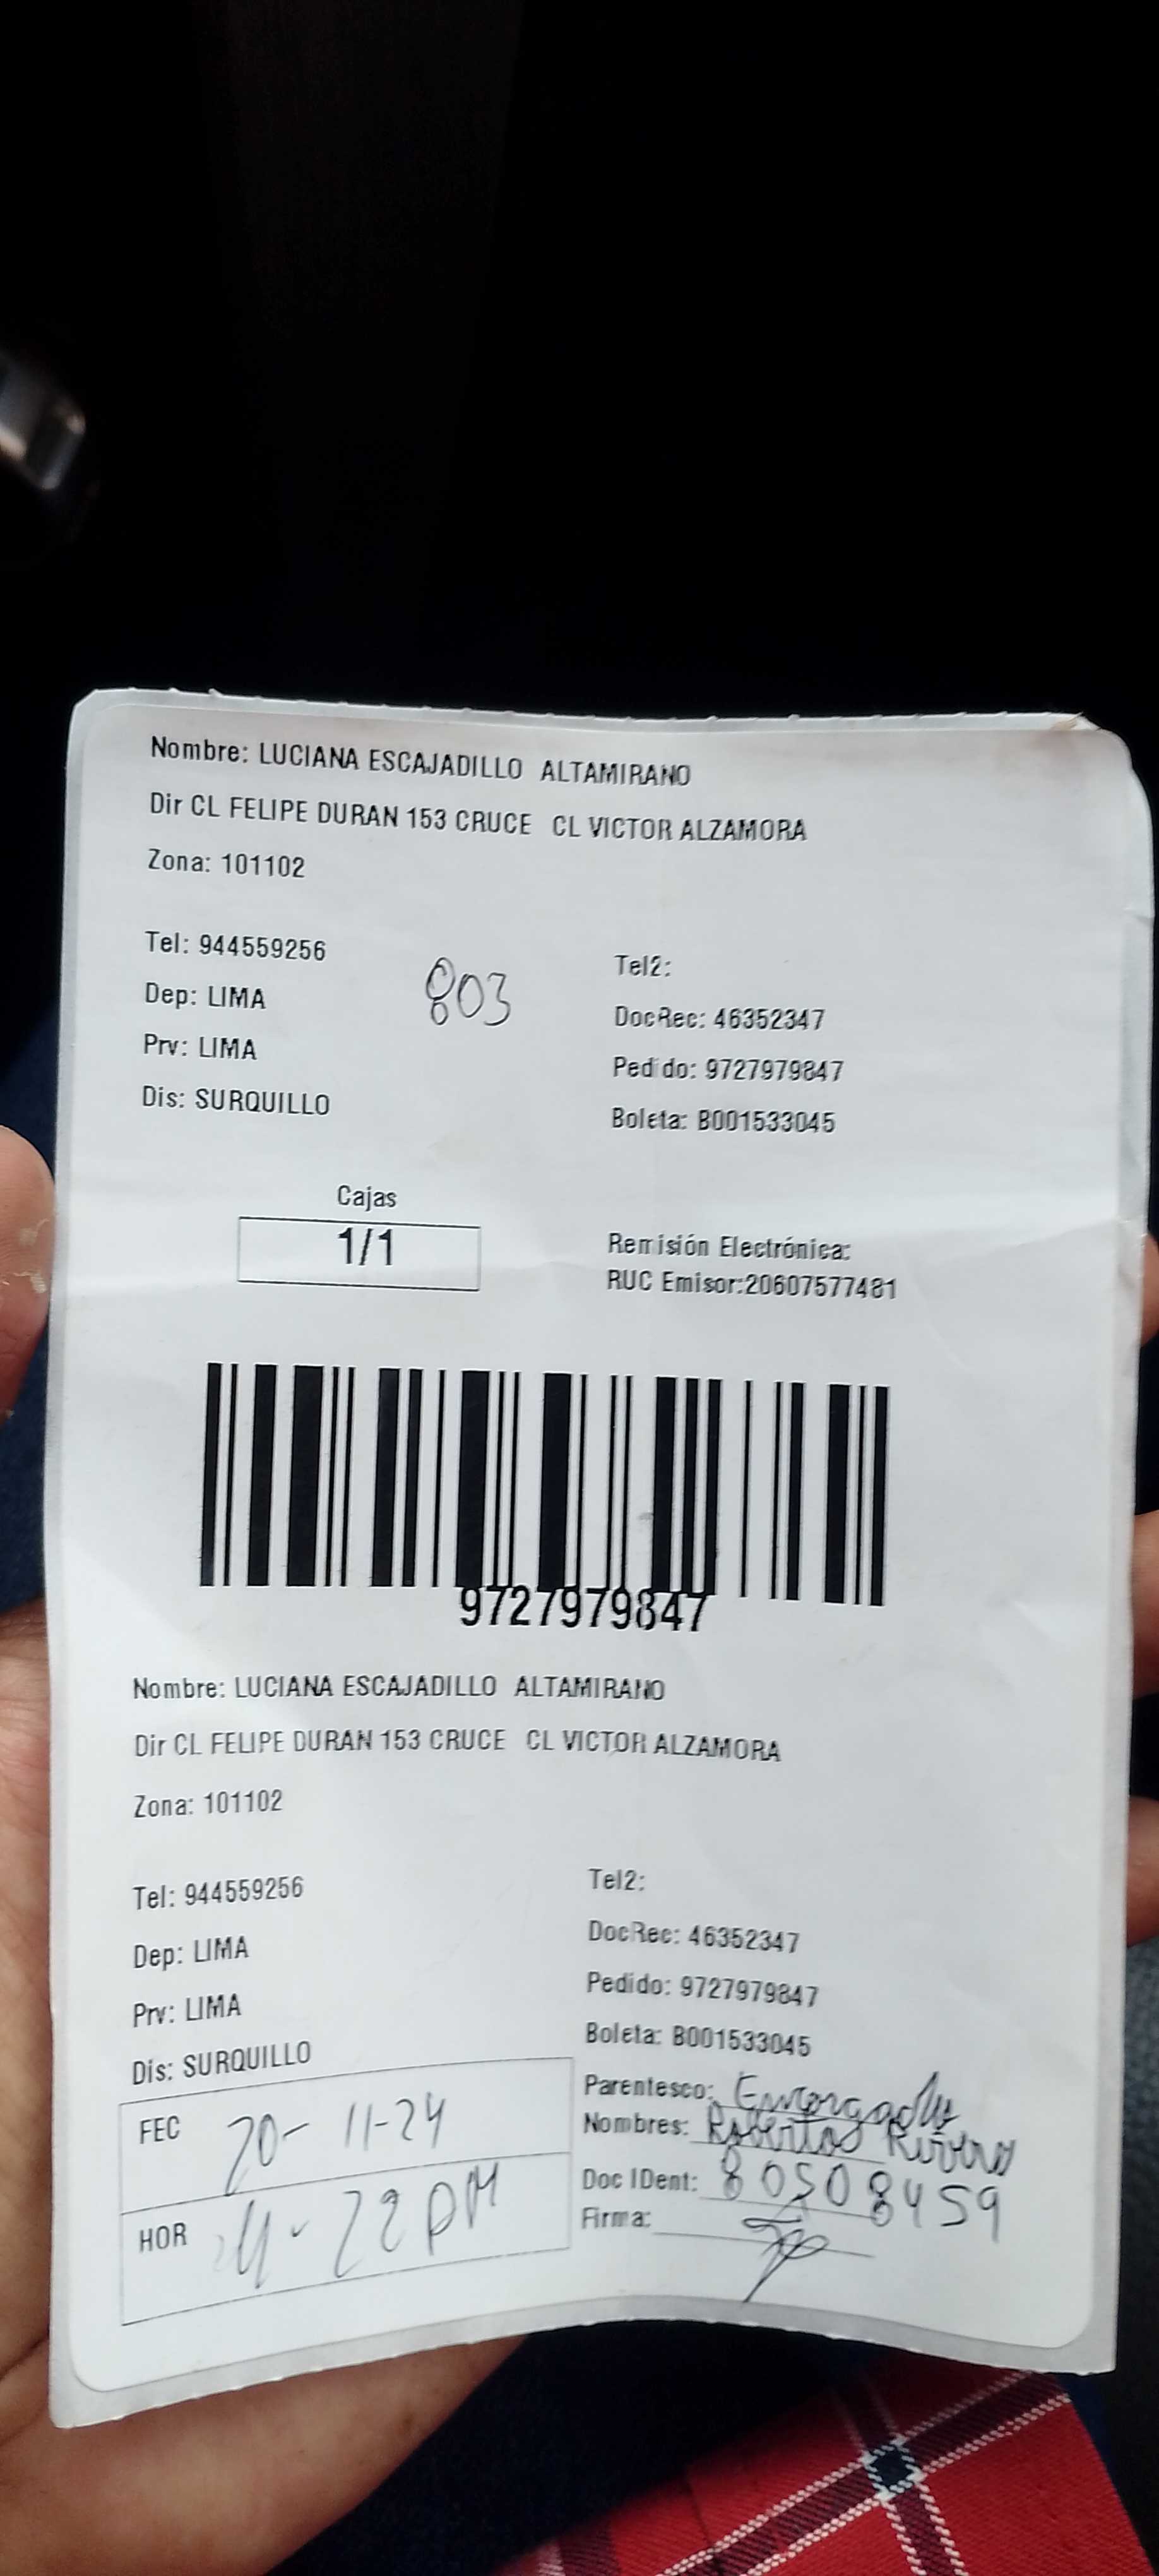 Nombre: LUCIANA ESCAJADILLO ALTAMIRANO
Dir CL FELIPE DURAN 153 CRUCE CL VICTOR ALZAMORA
Zona: 101102
Tel: 944559256
Tel2:
803
Dep: LIMA
DocRec: 46352347
Prv: LIMA
Pedido: 9727979847
Dis: SURQUILLO
Boleta: B001533045
Cajas
1/1
Remisión Electrónica:
RUC Emisor:20607577481
9727979847
Nombre: LUCIANA ESCAJADILLO ALTAMIRANO
Dir CL FELIPE DURAN 153 CRUCE CL VICTOR ALZAMORA
Zona: 101102
Tel: 944559256
Tel2:
Dep: LIMA
DocRec: 46352347
Prv: LIMA
Pedido: 9727979847
Dis: SURQUILLO
Boleta: B001533045
FEC 20-11-24
Parentesco:
Nombres: Roberto
HOR
Doc IDent: 80508459
Firma: